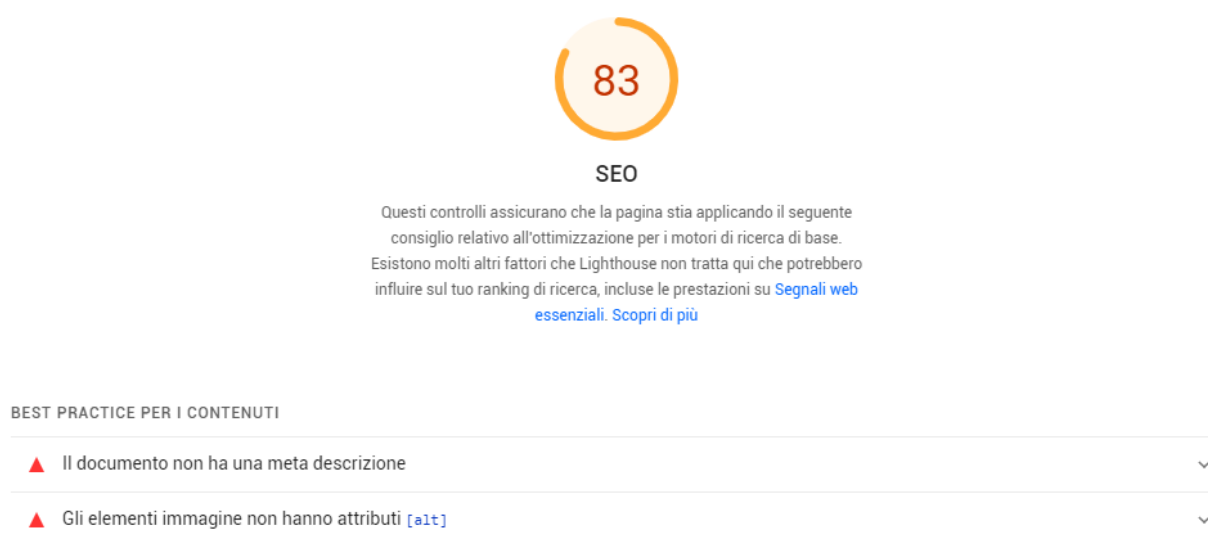 83
SEO
Questi controlli assicurano che la pagina stia applicando il seguente
consiglio relativo all'ottimizzazione per i motori di ricerca di base.
Esistono molti altri fattori che Lighthouse non tratta qui che potrebbero
influire sul tuo ranking di ricerca, incluse le prestazioni su Segnali web
essenziali. Scopri di più
BEST PRACTICE PER I CONTENUTI
Il documento non ha una meta descrizione
Gli elementi immagine non hanno attributi [alt]